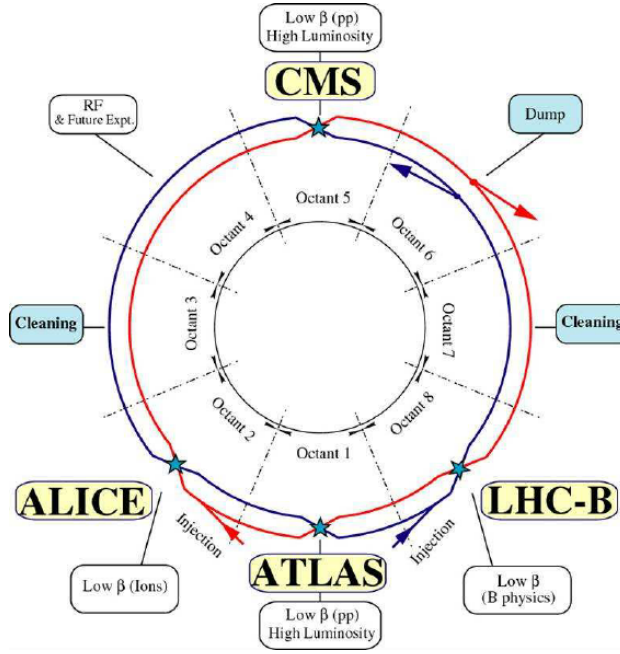 Low β (pp)
High Luminosity
CMS
RF
& Future Expt.
Dump
Octant 5
Octant 4
Octant 6
Cleaning
Octant 3
Octant 7
Cleaning
Octant 2
Octant 8
Octant 1
ALICE
LHC-B
Injection
Injection
ATLAS
Low β (Ions)
Low β
(B physics)
Low β (pp)
High Luminosity